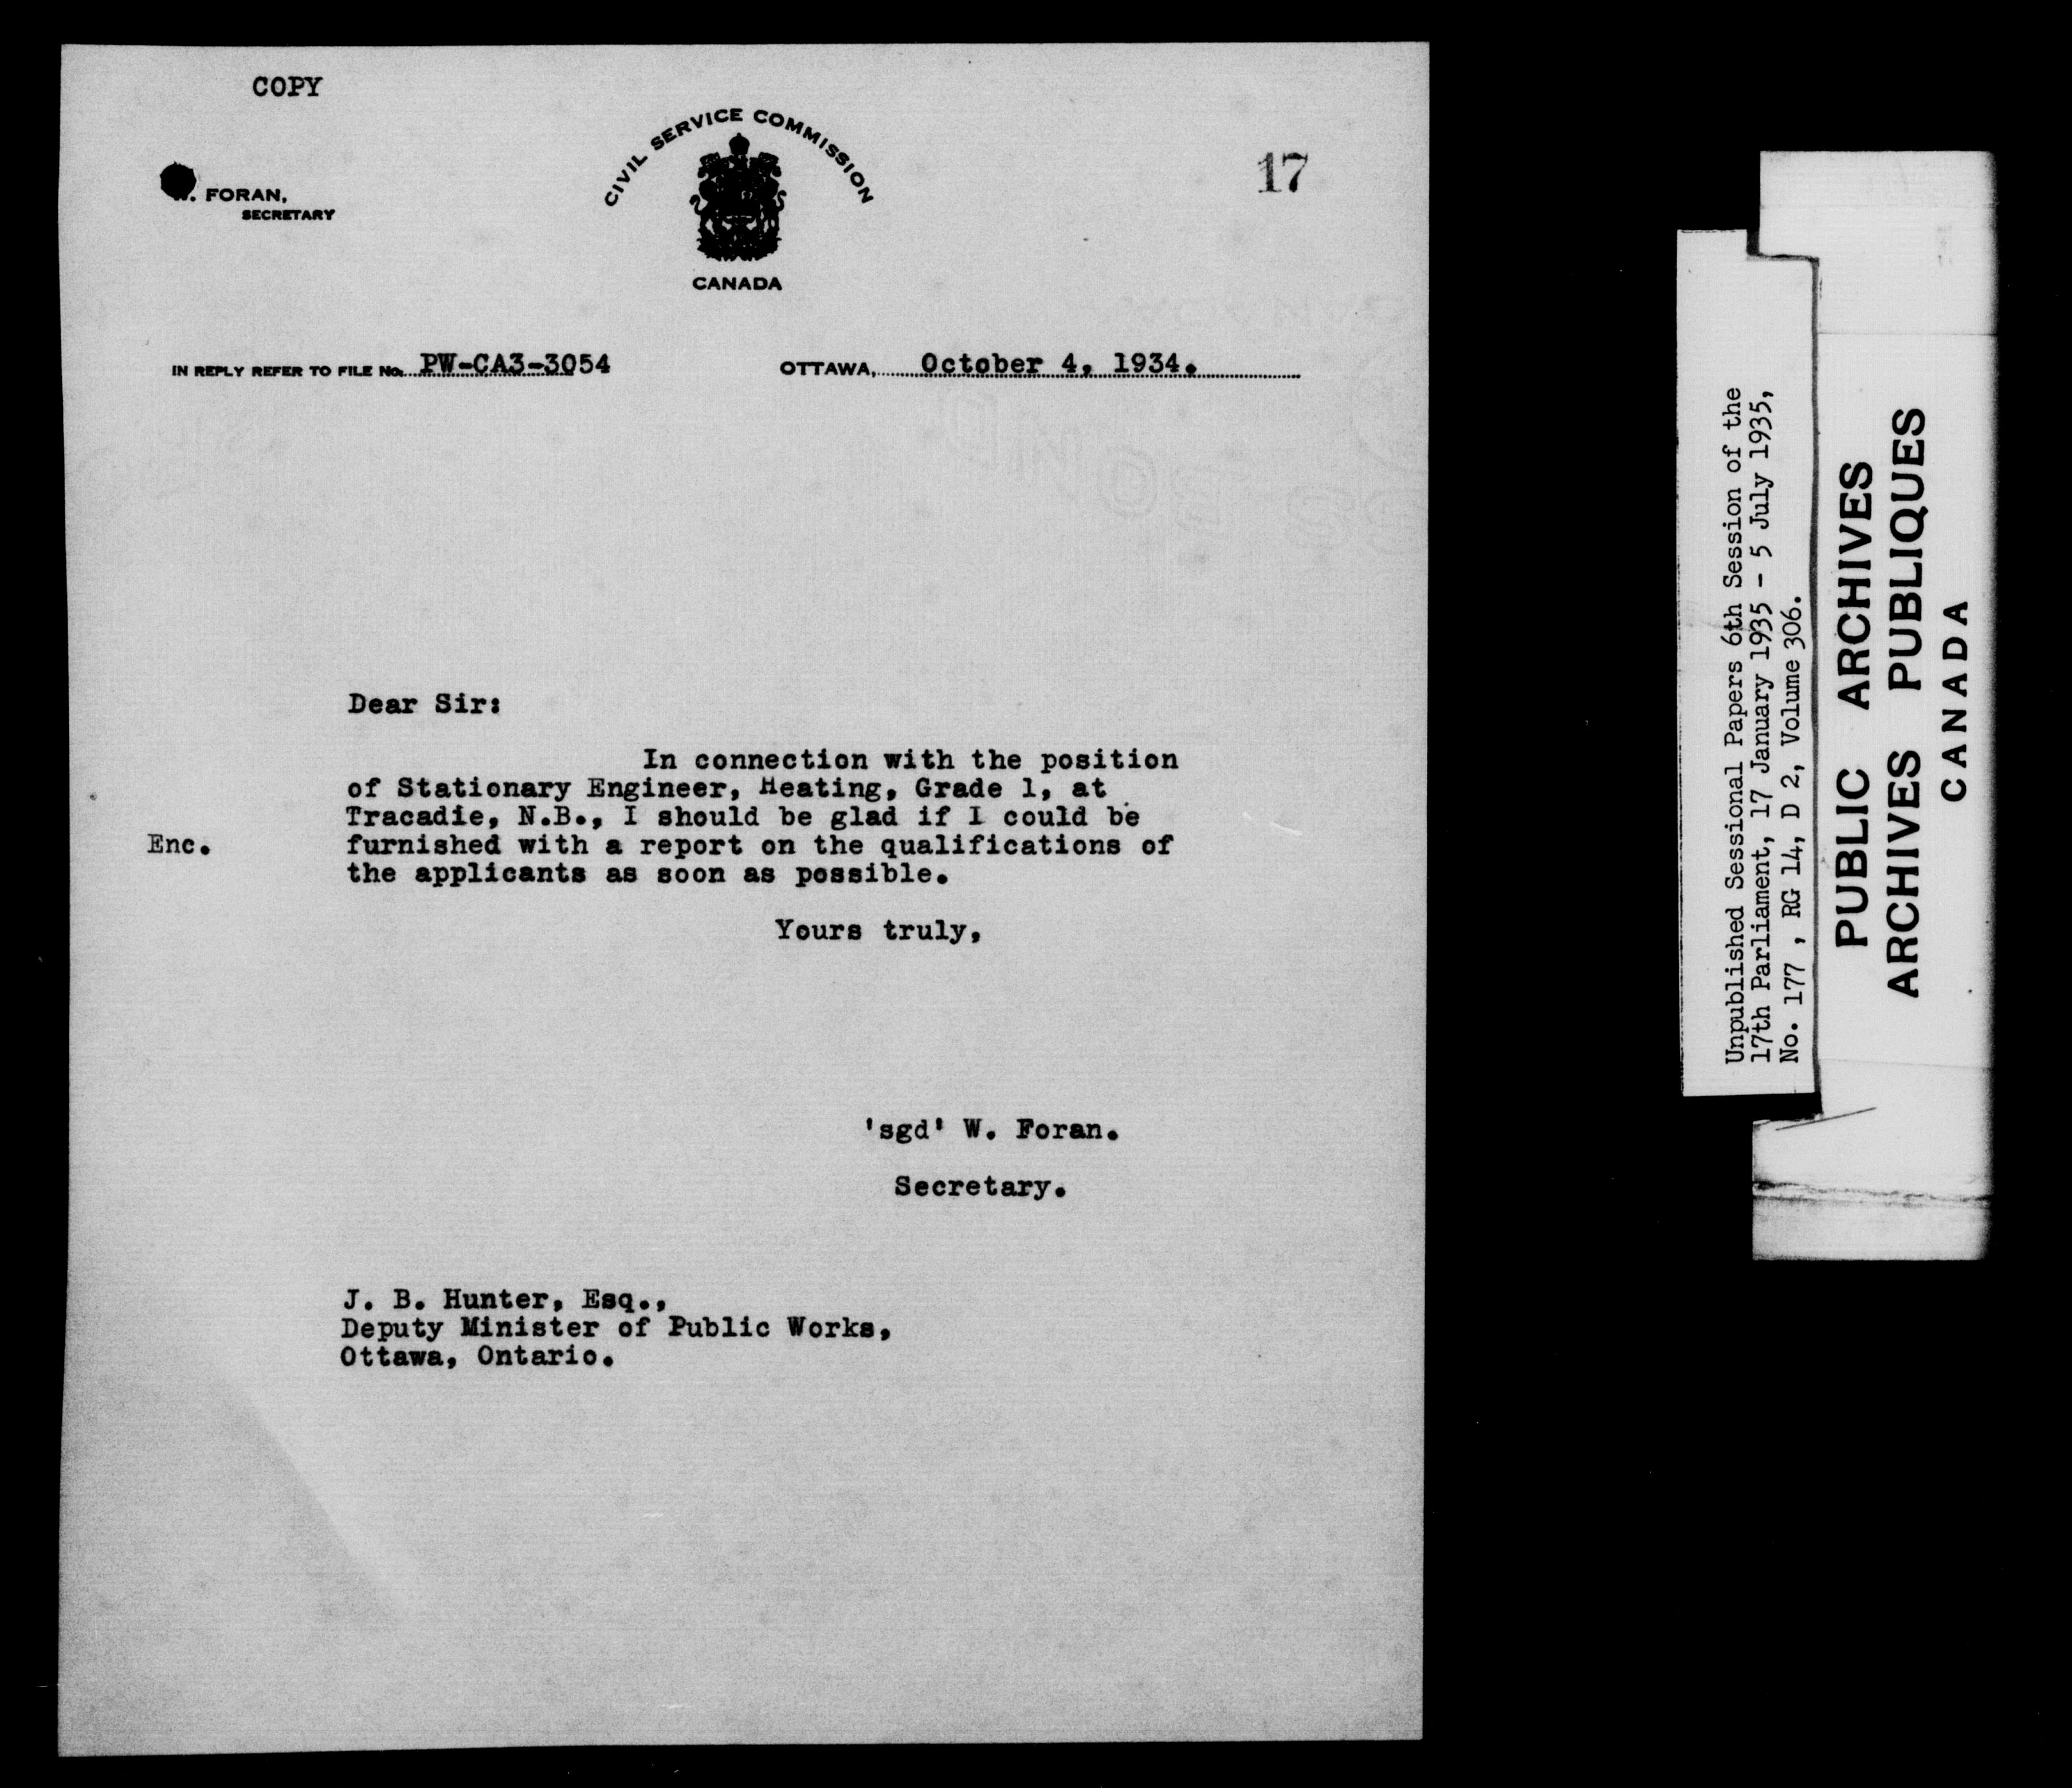 COPY
CIVIL SERVICE COMMISSION
CANADA
17
W. FORAN,
SECRETARY
IN REPLY REFER TO FILE No. PW-CA3-3054
OTTAWA, October 4, 1934.
Dear Sir:
In connection with the position
of Stationary Engineer, Heating, Grade 1, at
Tracadie, N.B., I should be glad if I could be
Enc.
furnished with a report on the qualifications of
the applicants as soon as possible.
Yours truly,
'sgd' W. Foran.
Secretary.
J. B. Hunter, Esq.,
Deputy Minister of Public Works,
Ottawa, Ontario.
Unpublished Sessional Papers 6th Session of the
17th Parliament, 17 January 1935 - 5 July 1935,
No. 177 , RG 14, D 2, Volume 306.
PUBLIC ARCHIVES
ARCHIVES PUBLIQUES
CANADA